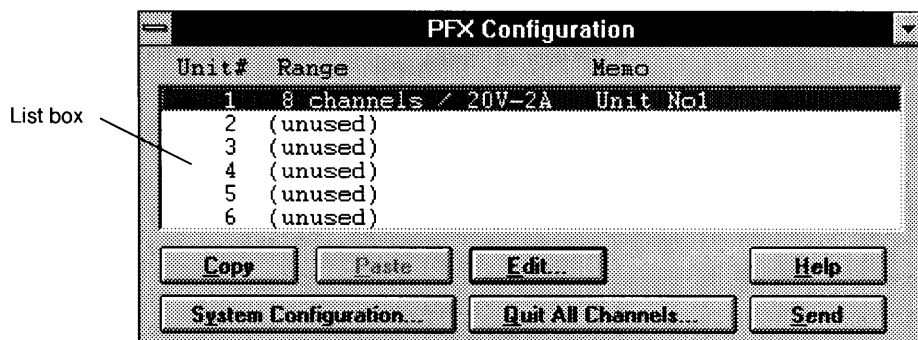 PFX Configuration
Unit# Range Memo
1 8 channels / 20V-2A Unit No1
List box
2 (unused)
3 (unused)
4 (unused)
5 (unused)
6 (unused)
Copy Paste Edit... Help
System Configuration... Quit All Channels... Send